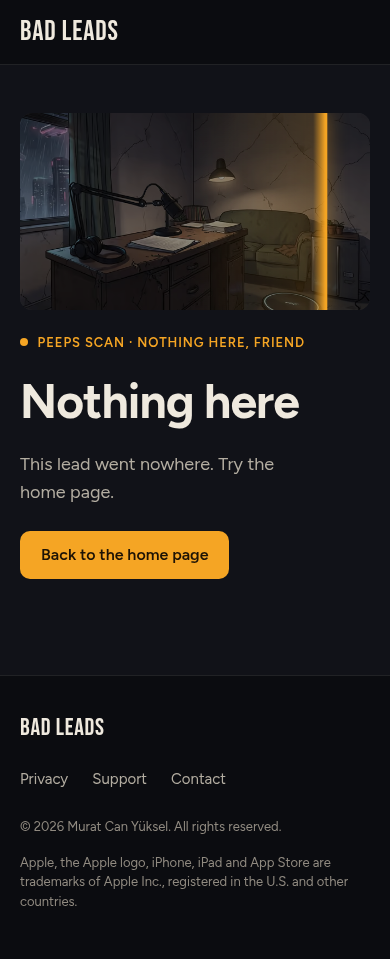 BAD LEADS
PEEPS SCAN · NOTHING HERE, FRIEND
Nothing here
This lead went nowhere. Try the
home page.
Back to the home page
BAD LEADS
Privacy Support Contact
© 2026 Murat Can Yüksel. All rights reserved.
Apple, the Apple logo, iPhone, iPad and App Store are
trademarks of Apple Inc., registered in the U.S. and other
countries.